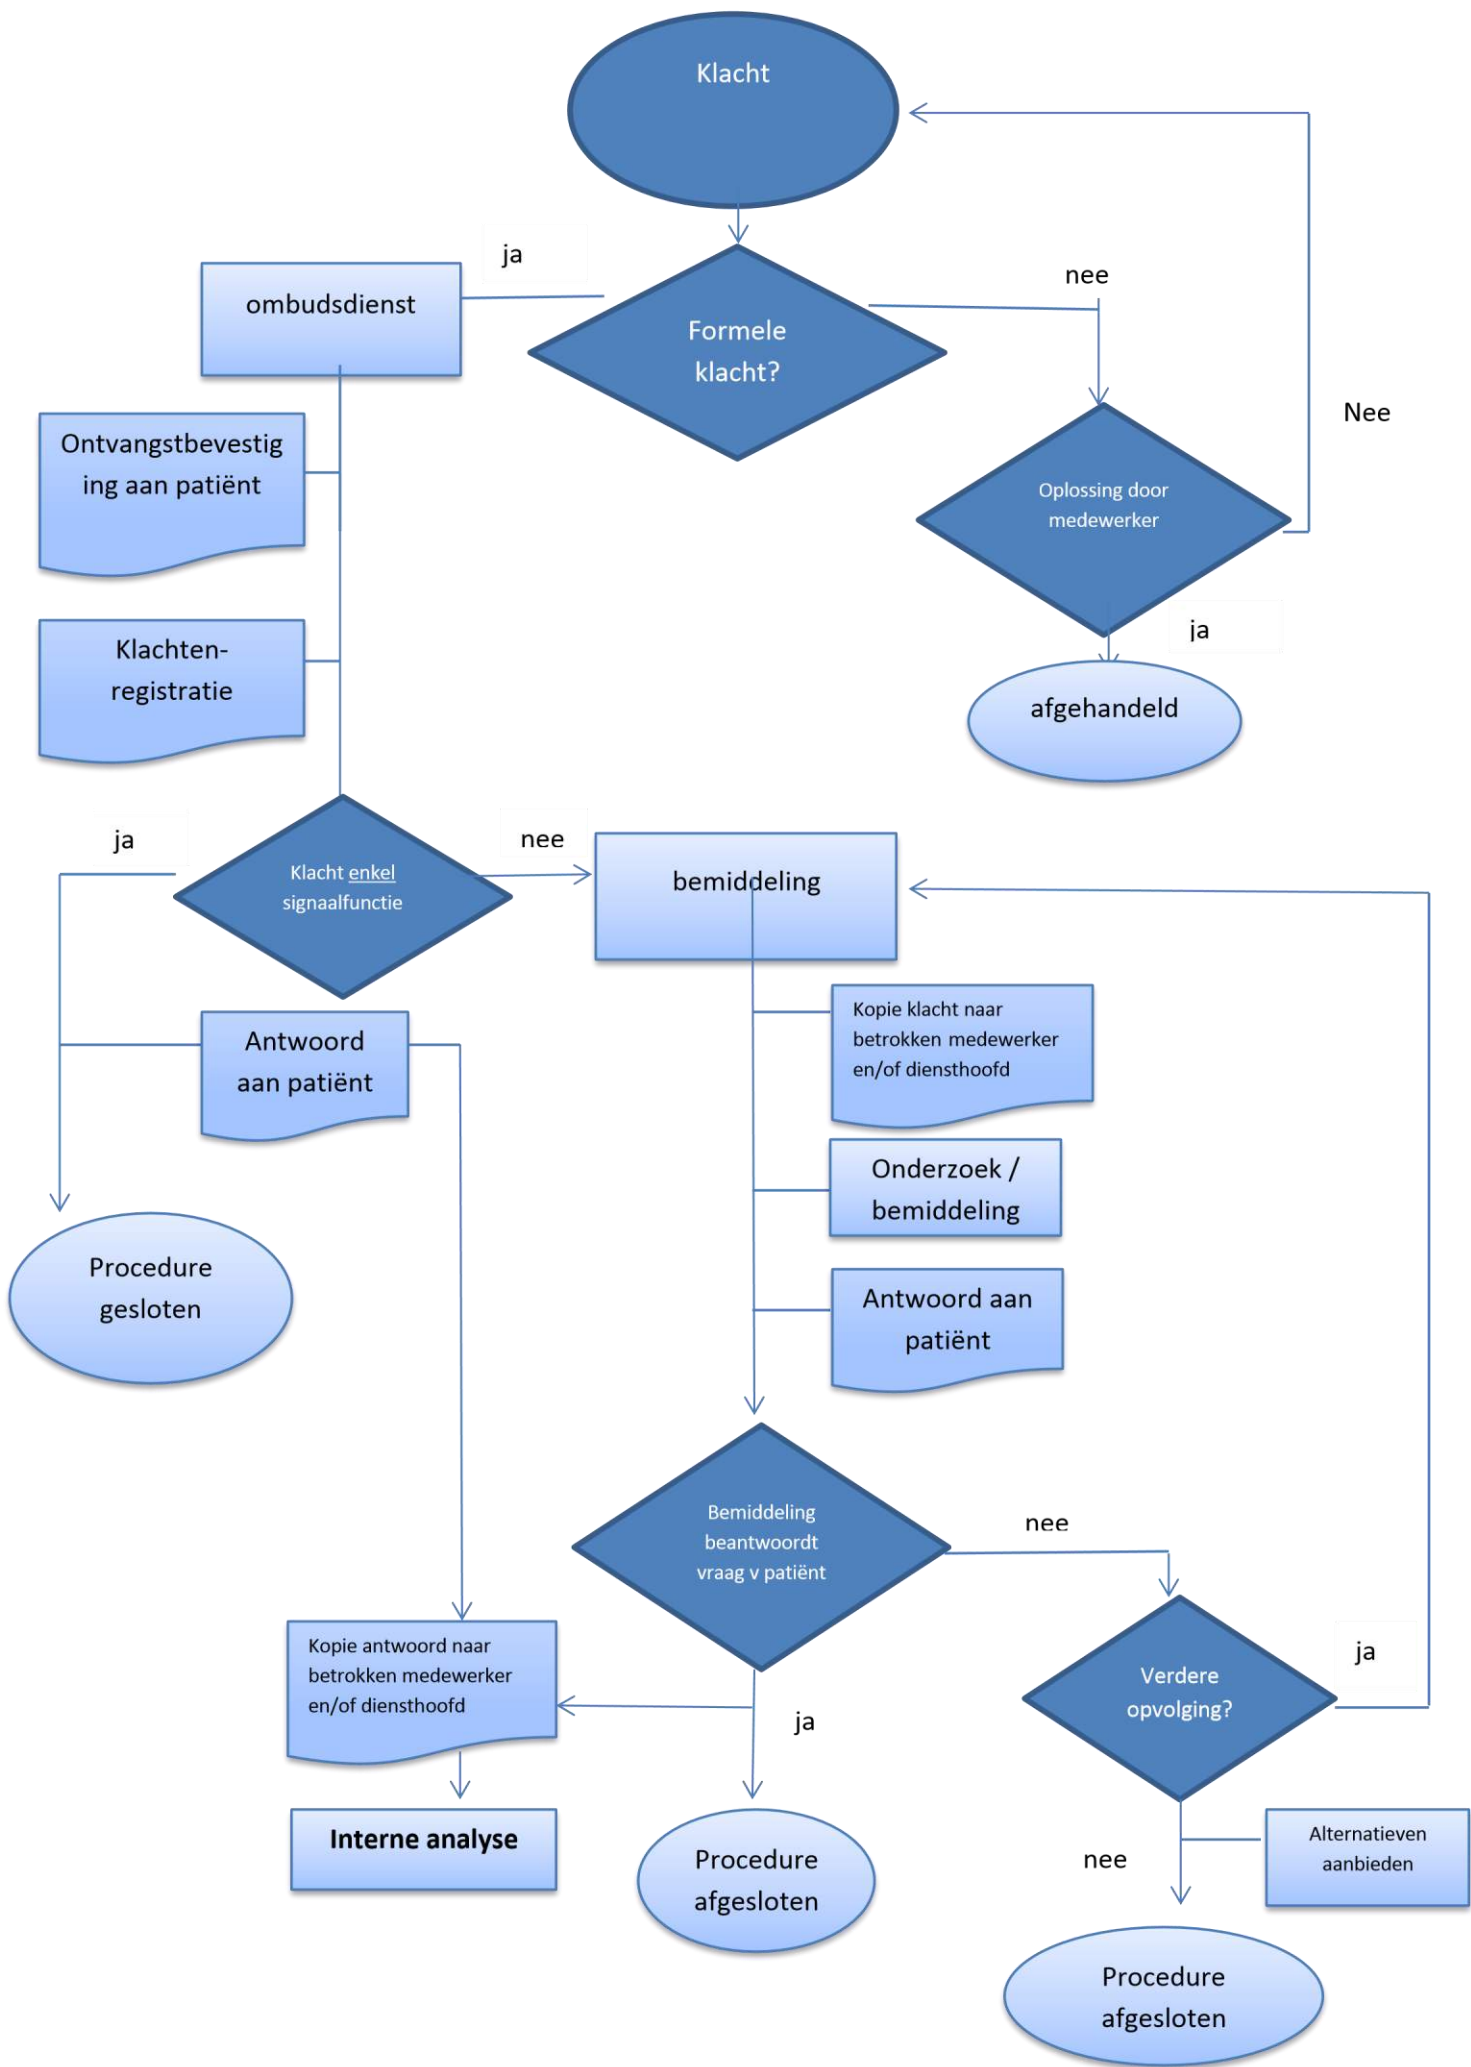 Klacht
ja
nee
ombudsdienst
Formele
klacht?
Nee
Ontvangstbevestig
ing aan patiënt
Oplossing door
medewerker
Klachten-
registratie
ja
afgehandeld
ja
nee
Klacht enkel
signaalfunctie
bemiddeling
Kopie klacht naar
betrokken medewerker
en/of diensthoofd
Antwoord
aan patiënt
Onderzoek /
bemiddeling
Procedure
gesloten
Antwoord aan
patiënt
Bemiddeling
beantwoordt
vraag v patiënt
nee
Kopie antwoord naar
betrokken medewerker
en/of diensthoofd
ja
Verdere
opvolging?
ja
Interne analyse
Procedure
afgesloten
nee
Alternatieven
aanbieden
Procedure
afgesloten